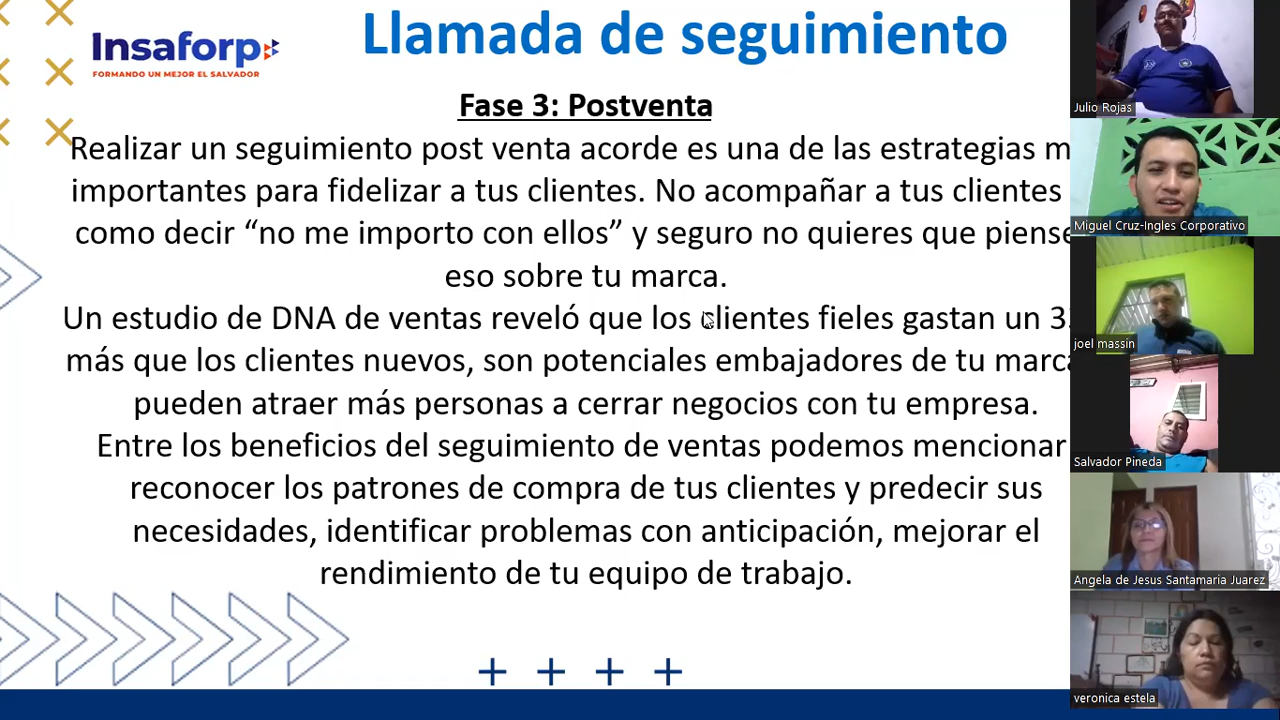 Insaforp
FORMANDO UN MEJOR EL SALVADOR
Llamada de seguimiento
Fase 3: Postventa
Realizar un seguimiento post venta acorde es una de las estrategias
importantes para fidelizar a tus clientes. No acompañar a tus clientes
como decir “no me importo con ellos” y seguro no quieres que piense
eso sobre tu marca.
Un estudio de DNA de ventas reveló que los clientes fieles gastan un
más que los clientes nuevos, son potenciales embajadores de tu marca
pueden atraer más personas a cerrar negocios con tu empresa.
Entre los beneficios del seguimiento de ventas podemos mencionar
reconocer los patrones de compra de tus clientes y predecir sus
necesidades, identificar problemas con anticipación, mejorar el
rendimiento de tu equipo de trabajo.
Julio Rojas
Miguel Cruz-Ingles Corporativo
joel massin
Salvador Pineda
Angela de Jesus Santamaria Juarez
veronica estela